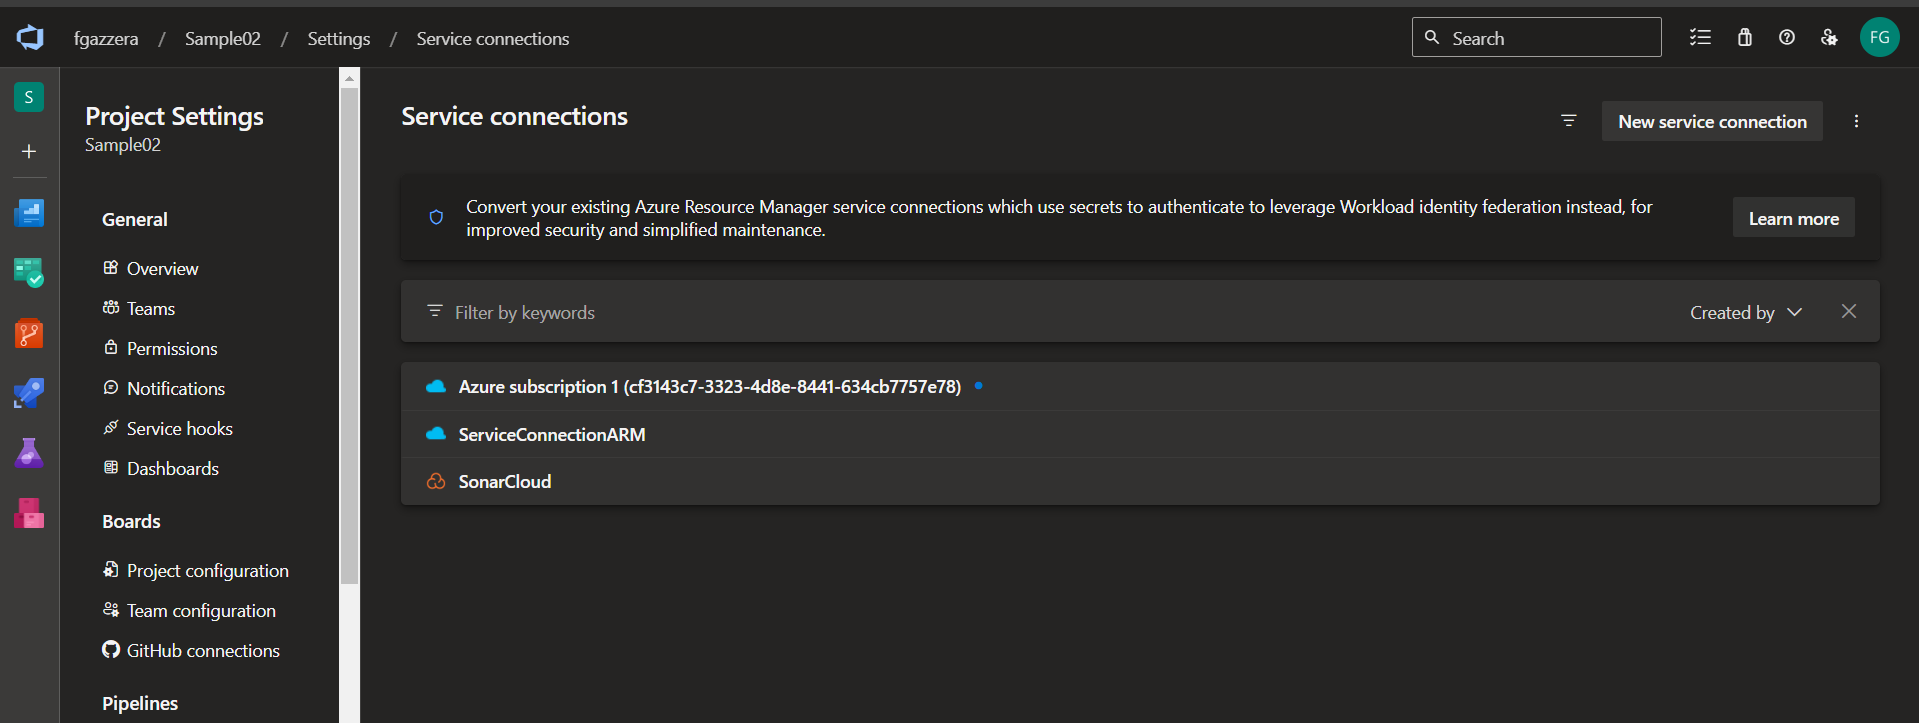 fgazzera / Sample02 / Settings / Service connections
Search
FG
S
Project Settings
Sample02
General
Overview
Teams
Permissions
Notifications
Service hooks
Dashboards
Boards
Project configuration
Team configuration
GitHub connections
Pipelines
Service connections
New service connection
Convert your existing Azure Resource Manager service connections which use secrets to authenticate to leverage Workload identity federation instead, for
improved security and simplified maintenance.
Learn more
Filter by keywords
Created by
Azure subscription 1 (cf3143c7-3323-4d8e-8441-634cb7757e78)
ServiceConnectionARM
SonarCloud